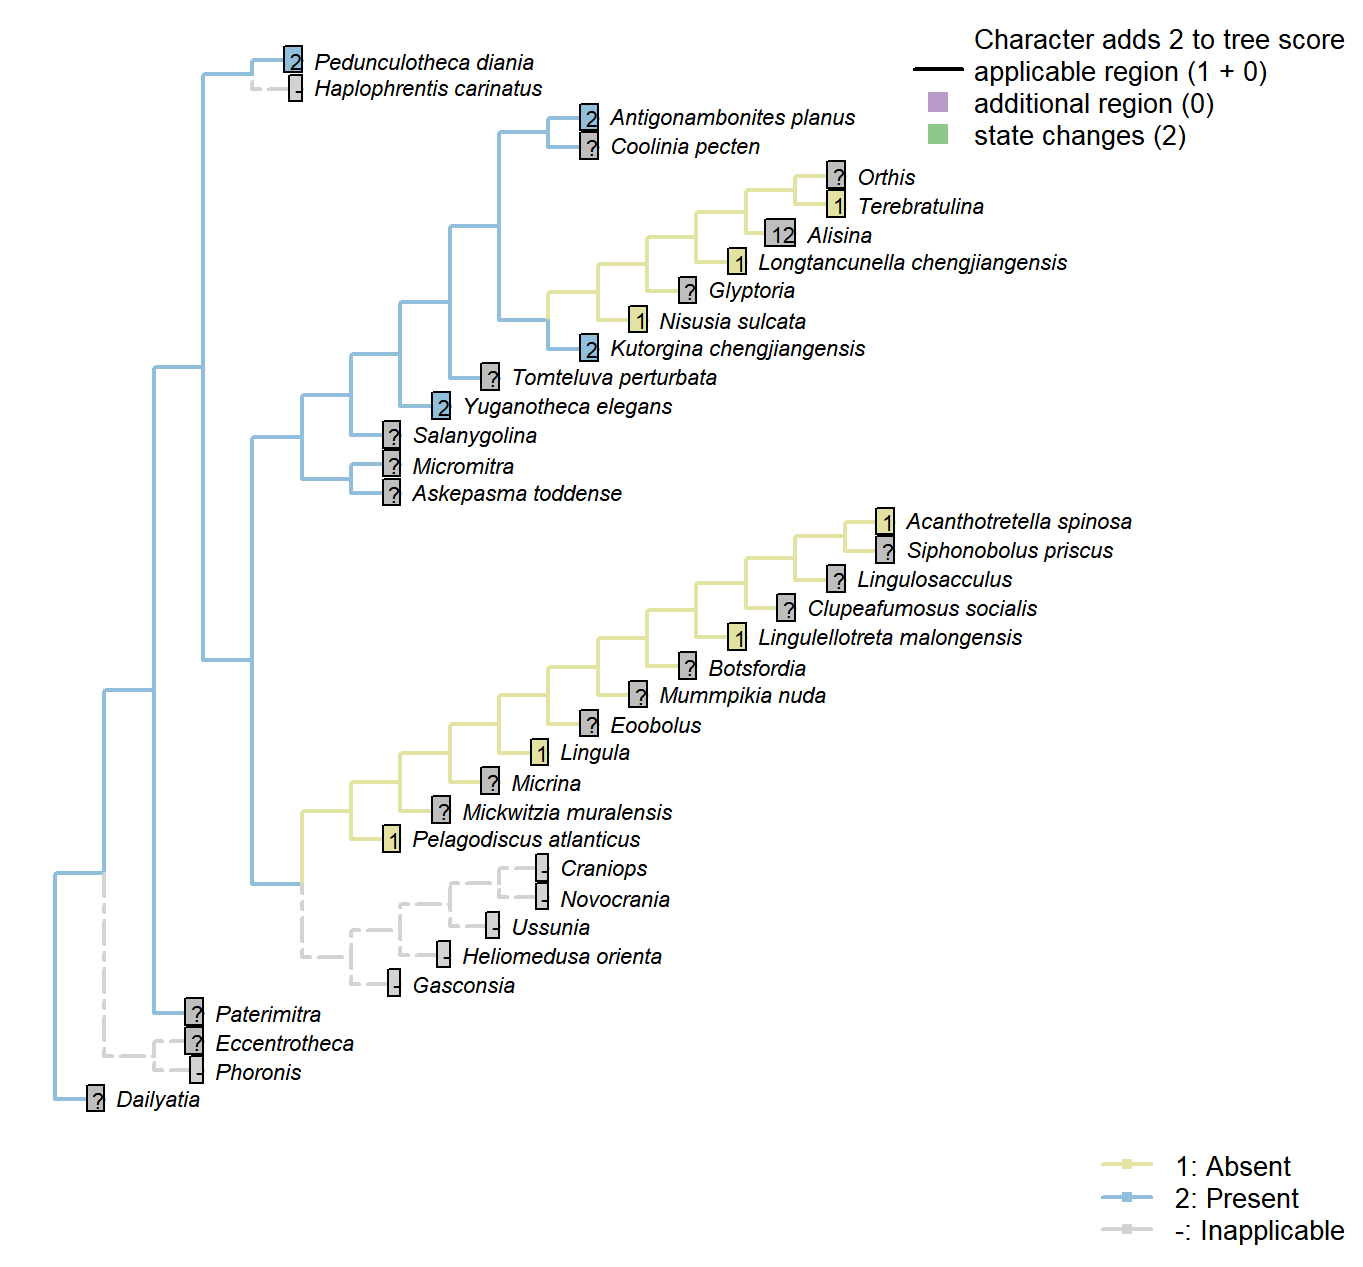 Character adds 2 to tree score
applicable region (1 + 0)
additional region (0)
state changes (2)
2 Pedunculotheca diania
- Haplophrentis carinatus
2 Antigonambonites planus
? Coolinia pecten
? Orthis
1 Terebratulina
12 Alisina
1 Longtancunella chengjiangensis
? Glyptoria
1 Nisusia sulcata
2 Kutorgina chengjiangensis
? Tomteluva perturbata
2 Yuganotheca elegans
? Salanygolina
? Micromitra
? Askepasma toddense
1 Acanthotretella spinosa
? Siphonobolus priscus
? Lingulosacculus
? Clupeafumosus socialis
1 Lingulellotreta malongensis
? Botsfordia
? Mummpikia nuda
? Eoobolus
1 Lingula
? Micrina
? Mickwitzia muralensis
1 Pelagodiscus atlanticus
- Craniops
- Novocrania
- Ussunia
- Heliomedusa orienta
- Gasconsia
? Paterimitra
? Eccentrotheca
- Phoronis
? Dailyatia
1: Absent
2: Present
-: Inapplicable